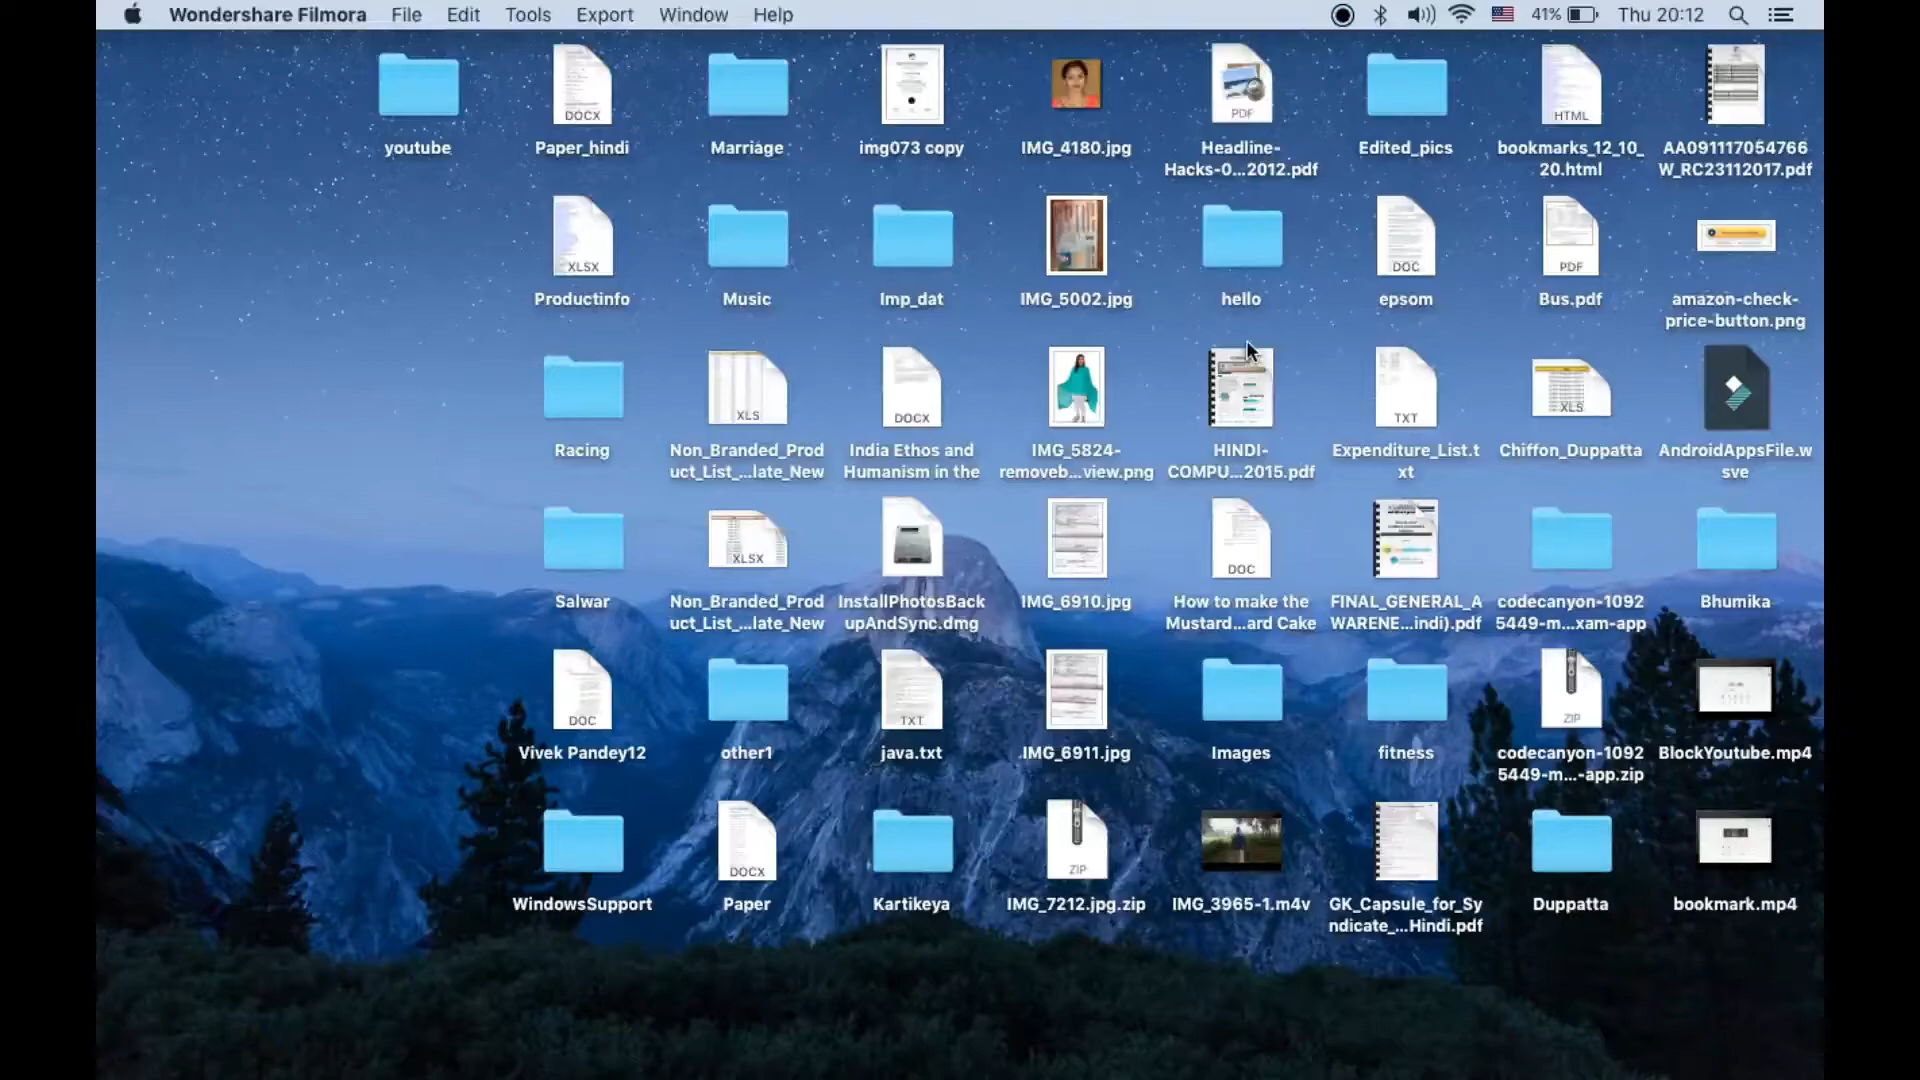 Wondershare Filmora File Edit Tools Export Window Help 41% Thu 20:12
DOCX PDF HTML
youtube Paper_hindi Marriage img073 copy IMG_4180.jpg Headline- Edited_pics bookmarks_12_10_ AA091117054766
Hacks-0...2012.pdf 20.html W_RC23112017.pdf
XLSX DOC PDF
Productinfo Music Imp_dat IMG_5002.jpg hello epsom Bus.pdf amazon-check-
price-button.png
XLS DOCX TXT XLS
Racing Non_Branded_Prod India Ethos and IMG_5824- HINDI- Expenditure_List.t Chiffon_Duppatta AndroidAppsFile.w
uct_List_...late_New Humanism in the removeb...view.png COMPU...2015.pdf xt sve
XLSX DOC
Salwar Non_Branded_Prod InstallPhotosBack IMG_6910.jpg How to make the FINAL_GENERAL_A codecanyon-1092 Bhumika
uct_List_...late_New upAndSync.dmg Mustard...ard Cake WARENE...indi).pdf 5449-m...xam-app
DOC TXT ZIP
Vivek Pandey12 other1 java.txt IMG_6911.jpg Images fitness codecanyon-1092 BlockYoutube.mp4
5449-m...-app.zip
DOCX ZIP
WindowsSupport Paper Kartikeya IMG_7212.jpg.zip IMG_3965-1.m4v GK_Capsule_for_Sy Duppatta bookmark.mp4
ndicate_...Hindi.pdf